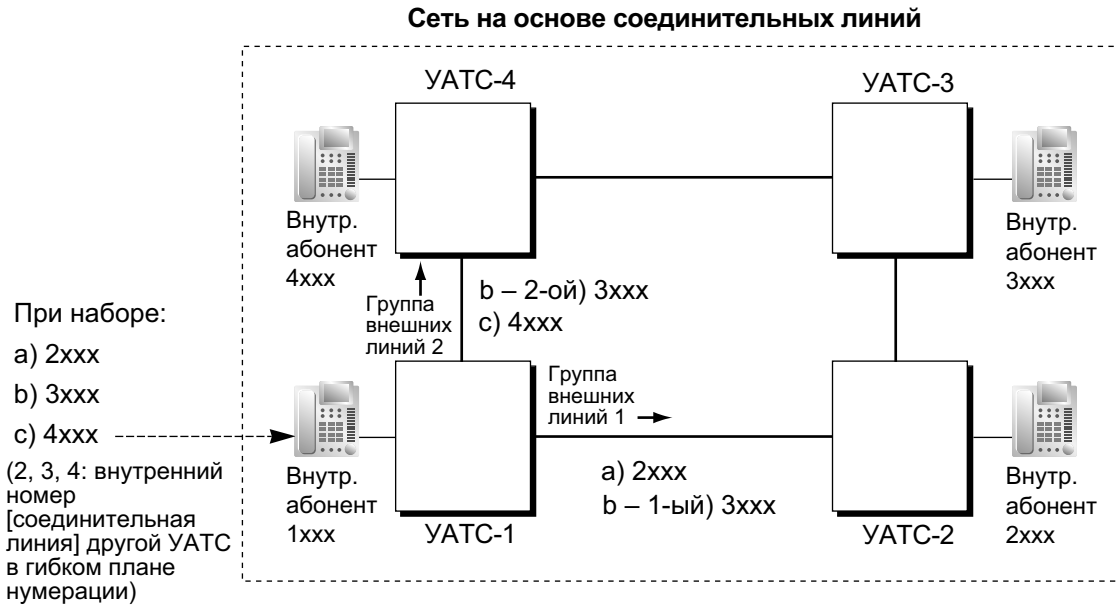 Сеть на основе соединительных линий
УАТС-4
УАТС-3
Внутр.
абонент
4xxx
Внутр.
абонент
3xxx
Группа
внешних
линий 2
b – 2-ой) 3xxx
c) 4xxx
При наборе:
a) 2xxx
b) 3xxx
c) 4xxx
(2, 3, 4: внутренний
номер
[соединительная
линия] другой УАТС
в гибком плане
нумерации)
Группа
внешних
линий 1
Внутр.
абонент
1xxx
a) 2xxx
b – 1-ый) 3xxx
Внутр.
абонент
2xxx
УАТС-1
УАТС-2